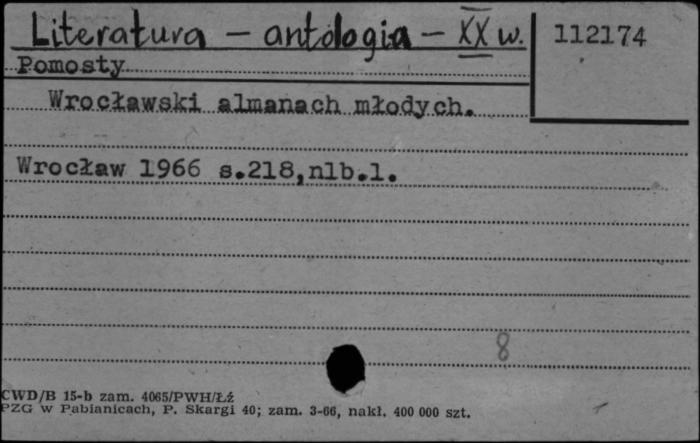 Literatura – antologia – XX w.
112174
Pomosty
Wrocławski almanach młodych.
Wrocław 1966 s.218,nlb.1.
8
CWD/B 15-b zam. 4065/PWH/Łź
PZG w Pabianicach, P. Skargi 40; zam. 3-66, nakł. 400 000 szt.